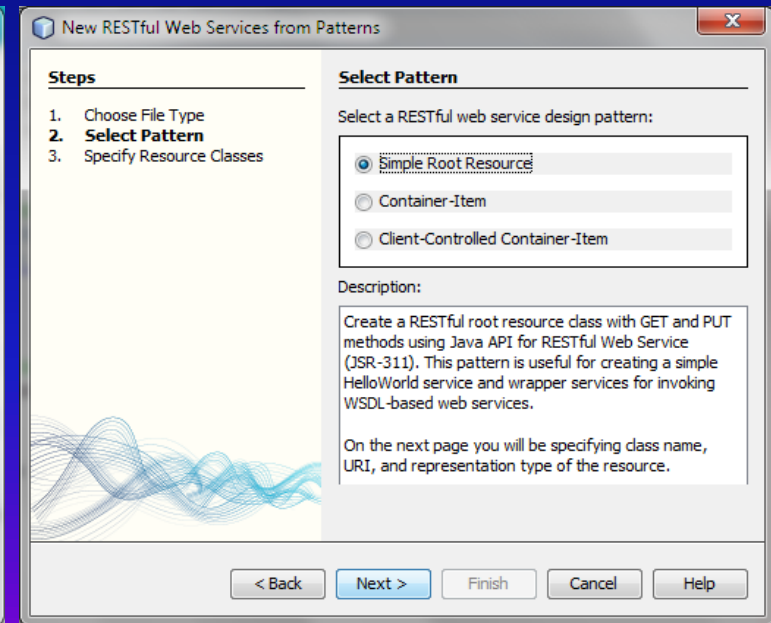 New RESTful Web Services from Patterns
X
Steps
1. Choose File Type
2. Select Pattern
3. Specify Resource Classes
Select Pattern
Select a RESTful web service design pattern:
Simple Root Resource
Container-Item
Client-Controlled Container-Item
Description:
Create a RESTful root resource class with GET and PUT
methods using Java API for RESTful Web Service
(JSR-311). This pattern is useful for creating a simple
HelloWorld service and wrapper services for invoking
WSDL-based web services.
On the next page you will be specifying class name,
URI, and representation type of the resource.
< Back Next > Finish Cancel Help